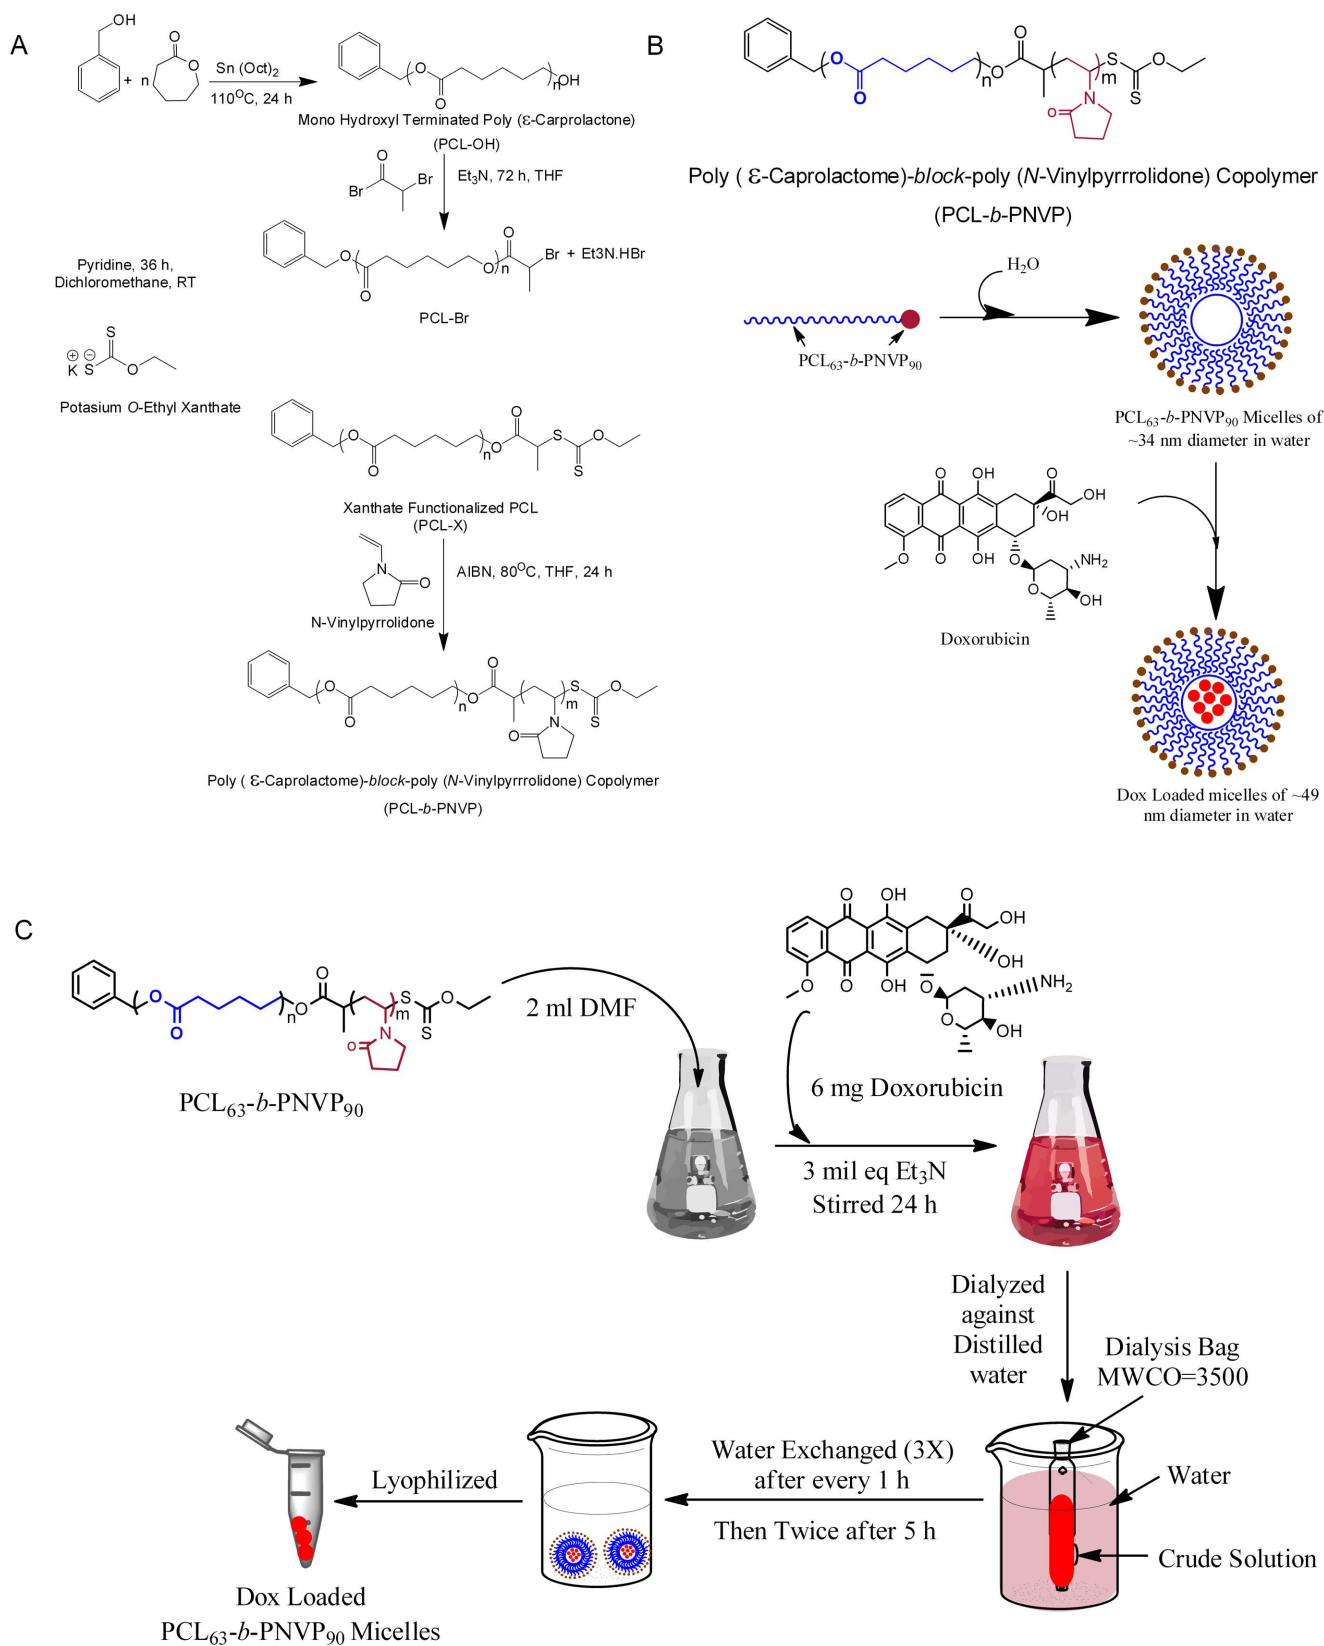 A
OH
O
O
+ n
Sn (Oct)2
110OC, 24 h
O
O
n
OH
Mono Hydroxyl Terminated Poly (ε-Carprolactone)
(PCL-OH)
O
Br
Br
Et3N, 72 h, THF
O
O
O
n
O
Br + Et3N.HBr
PCL-Br
Pyridine, 36 h,
Dichloromethane, RT
S
+ −
K S
O
Potasium O-Ethyl Xanthate
O
O
O
n
O
S
O
S
Xanthate Functionalized PCL
(PCL-X)
N
O
AIBN, 80OC, THF, 24 h
N-Vinylpyrrolidone
O
O
O
n
O
S
m
O
S
N
O
Poly ( ε-Caprolactome)-block-poly (N-Vinylpyrrrolidone) Copolymer
(PCL-b-PNVP)
B
O
O
O
n
O
S
m
O
S
N
O
Poly ( ε-Caprolactome)-block-poly (N-Vinylpyrrrolidone) Copolymer
(PCL-b-PNVP)
H2O
PCL63-b-PNVP90
PCL63-b-PNVP90 Micelles of
~34 nm diameter in water
O OH O
OH
OH
O
O OH O
NH2
O
OH
Doxorubicin
Dox Loaded micelles of ~49
nm diameter in water
C
O
O
O
n
O
S
m
O
S
N
O
PCL63-b-PNVP90
2 ml DMF
O OH O
OH
OH
O
O OH
O
NH2
O
OH
6 mg Doxorubicin
3 mil eq Et3N
Stirred 24 h
Dialyzed
against
Distilled
water
Dialysis Bag
MWCO=3500
Water
Crude Solution
Water Exchanged (3X)
after every 1 h
Then Twice after 5 h
Lyophilized
Dox Loaded
PCL63-b-PNVP90 Micelles